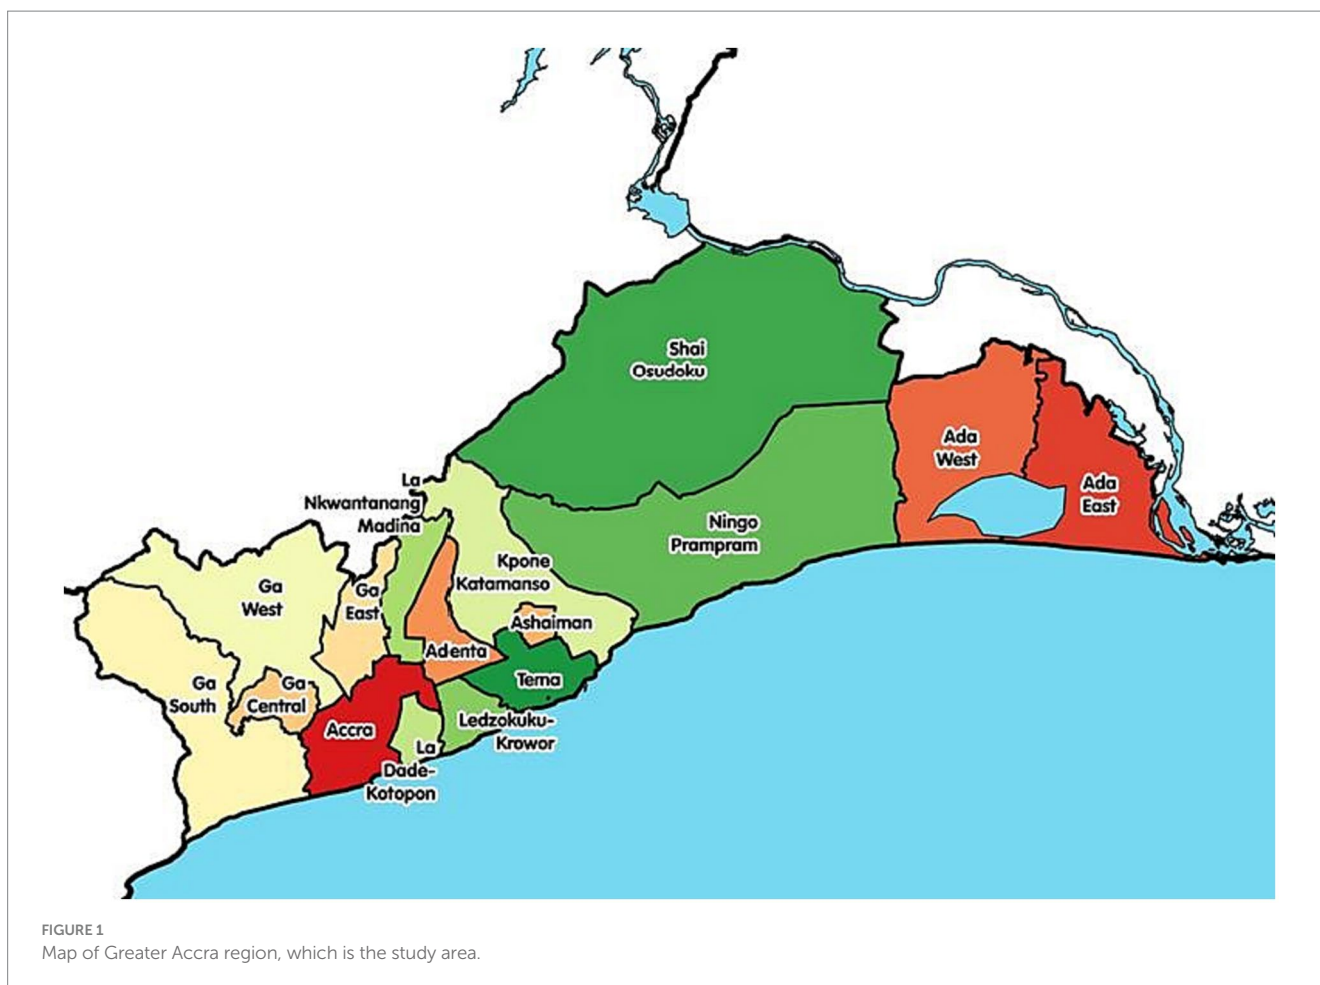 Shai
Osudoku
Ada
West
Ada
East
La
Nkwantanang
Madina
Ningo
Prampram
Kpone
Katamanso
Ga
West
Ga
East
Ashaiman
Adenta
Tema
Ga
South
Ga
Central
Accra
Ledzokuku-
Krowor
La
Dade-
Kotopon
FIGURE 1
Map of Greater Accra region, which is the study area.